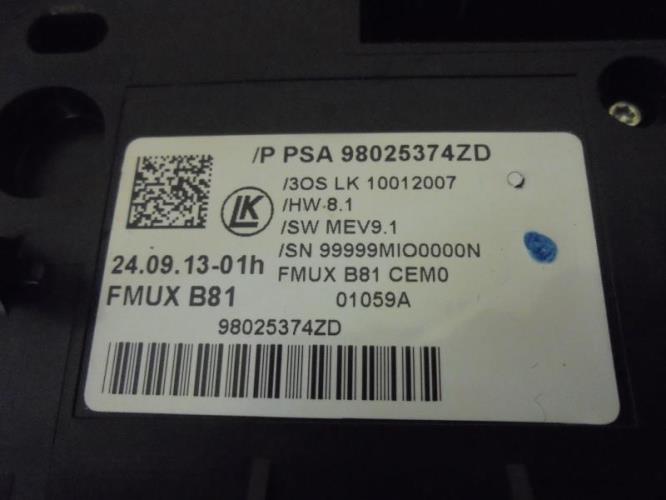 /P PSA 98025374ZD
/3OS LK 10012007
/HW 8.1
LK
/SW MEV9.1
/SN 99999MIO0000N
24.09.13-01h
FMUX B81 CEM0
FMUX B81
01059A
98025374ZD